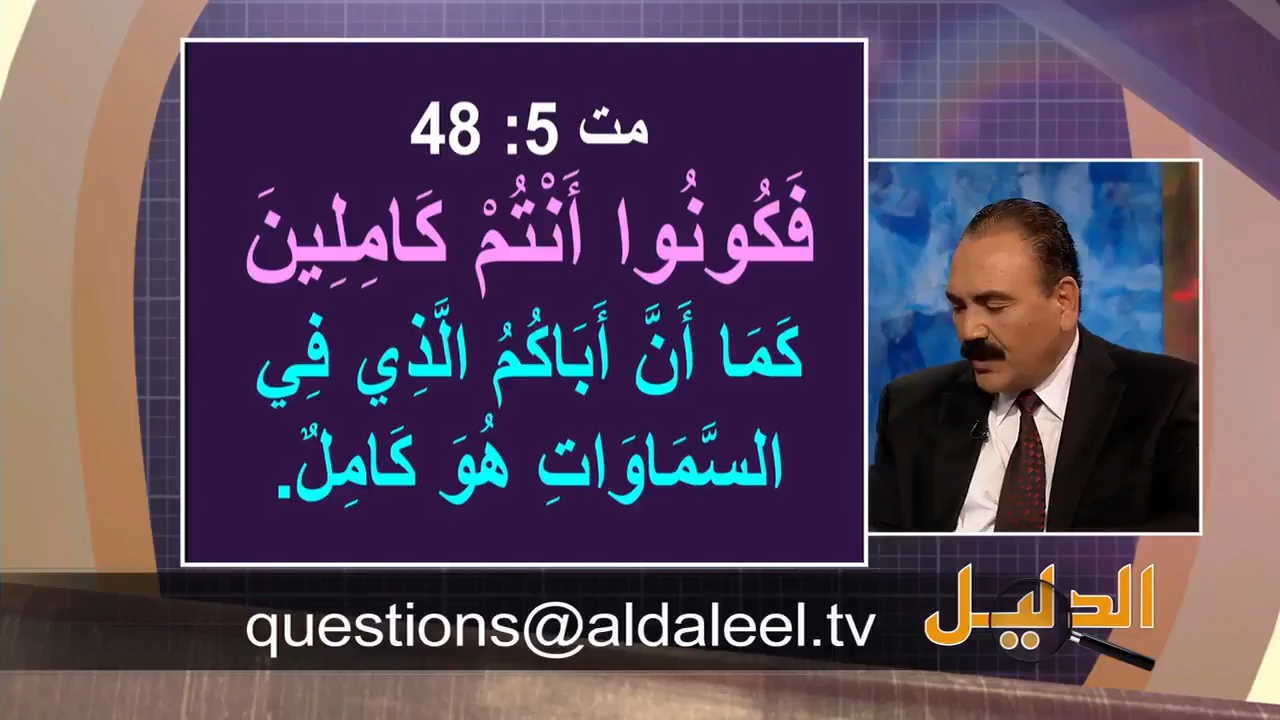 مت 5: 48
فَكُونُوا أَنْتُمْ كَامِلِينَ
كَمَا أَنَّ أَبَاكُمُ الَّذِي فِي
السَّمَاوَاتِ هُوَ كَامِلٌ.
questions@aldaleel.tv
الدليل